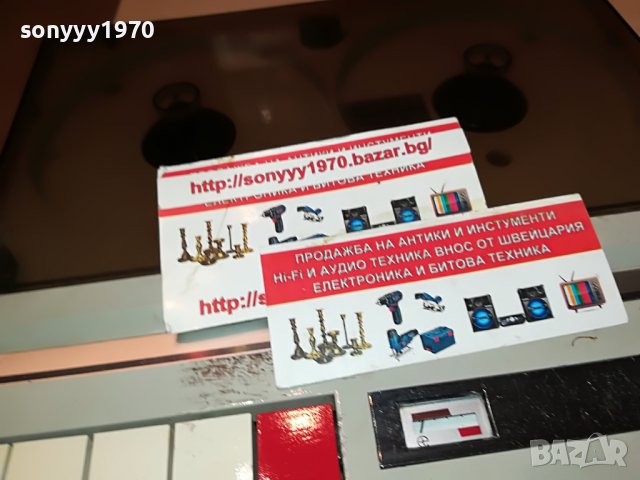 sonyyy1970
sonyyy1970
http://sonyyy1970.bazar.bg/
ЕЛЕКТРОНИКА И БИТОВА ТЕХНИКА
http://s
ПРОДАЖБА НА АНТИКИ И ИНСТУМЕНТИ
Hi-Fi И АУДИО ТЕХНИКА ВНОС ОТ ШВЕЙЦАРИЯ
ЕЛЕКТРОНИКА И БИТОВА ТЕХНИКА
BAZAR